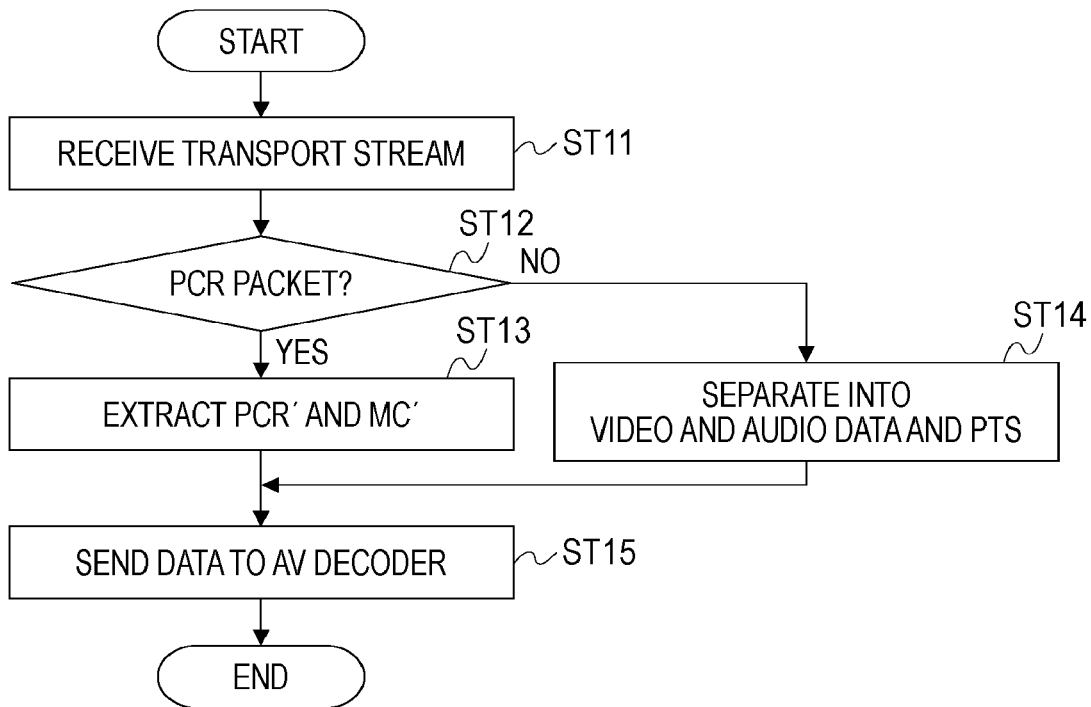 START
RECEIVE TRANSPORT STREAM
ST11
ST12
PCR PACKET?
NO
YES
ST13
EXTRACT PCR´ AND MC´
ST14
SEPARATE INTO
VIDEO AND AUDIO DATA AND PTS
SEND DATA TO AV DECODER
ST15
END